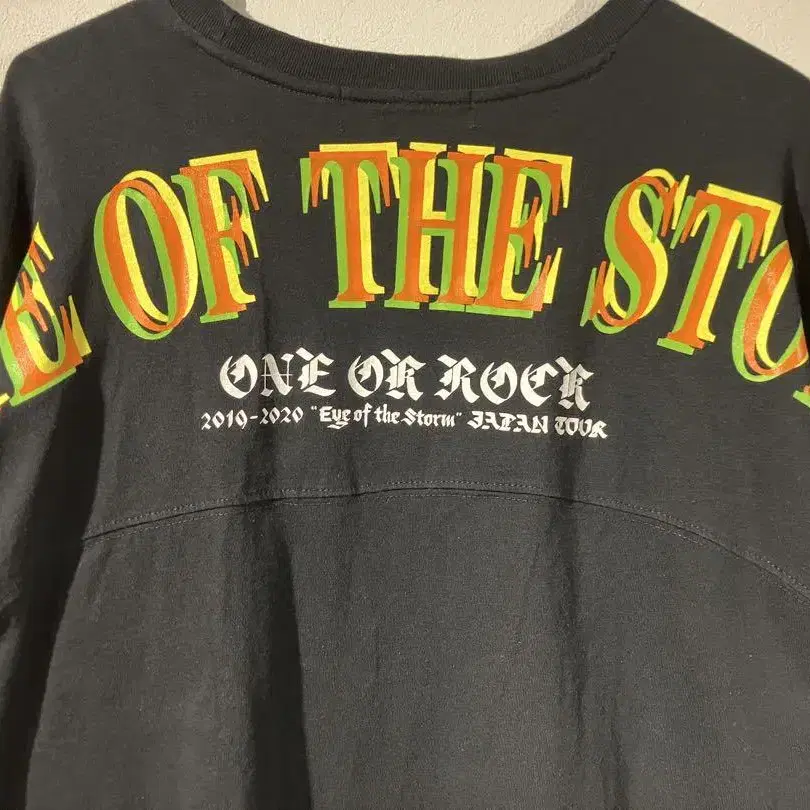 E OF THE STO
ONE OK ROCK
2019-2020 "Eye of the Storm" JAPAN TOUR